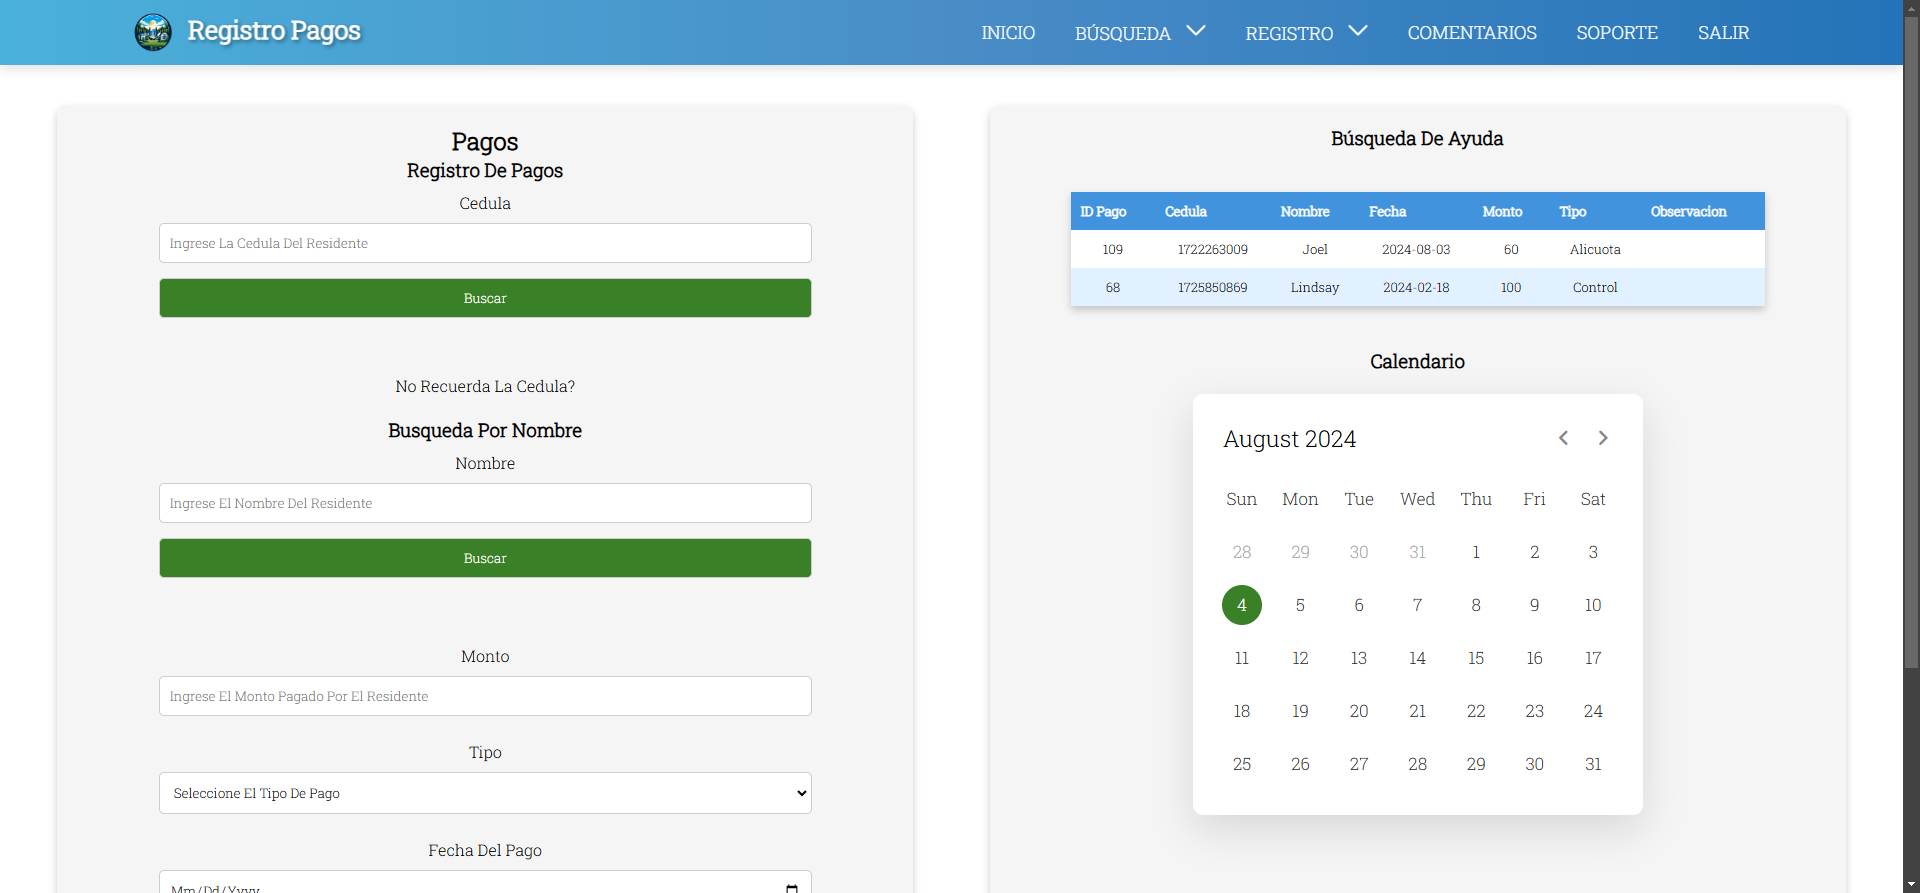 Registro Pagos
INICIO BÚSQUEDA REGISTRO COMENTARIOS SOPORTE SALIR
Pagos
Registro De Pagos
Cedula
Ingrese La Cedula Del Residente
Buscar
No Recuerda La Cedula?
Busqueda Por Nombre
Nombre
Ingrese El Nombre Del Residente
Buscar
Monto
Ingrese El Monto Pagado Por El Residente
Tipo
Seleccione El Tipo De Pago
Fecha Del Pago
Mm/Dd/Yyyy
Búsqueda De Ayuda
ID Pago Cedula Nombre Fecha Monto Tipo Observacion
109 1722263009 Joel 2024-08-03 60 Alicuota
68 1725850869 Lindsay 2024-02-18 100 Control
Calendario
August 2024
Sun Mon Tue Wed Thu Fri Sat
28 29 30 31 1 2 3
4 5 6 7 8 9 10
11 12 13 14 15 16 17
18 19 20 21 22 23 24
25 26 27 28 29 30 31